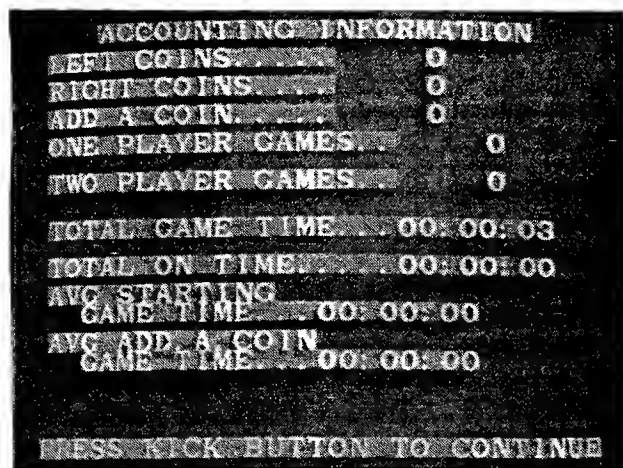 ACCOUNTING INFORMATION
LEFT COINS..... 0
RIGHT COINS.... 0
ADD A COIN..... 0
ONE PLAYER GAMES.. 0
TWO PLAYER GAMES.. 0
TOTAL GAME TIME...00:00:03
TOTAL ON TIME.....00:00:00
AVG STARTING
GAME TIME...00:00:00
AVG ADD A COIN
GAME TIME...00:00:00
PRESS KICK BUTTON TO CONTINUE